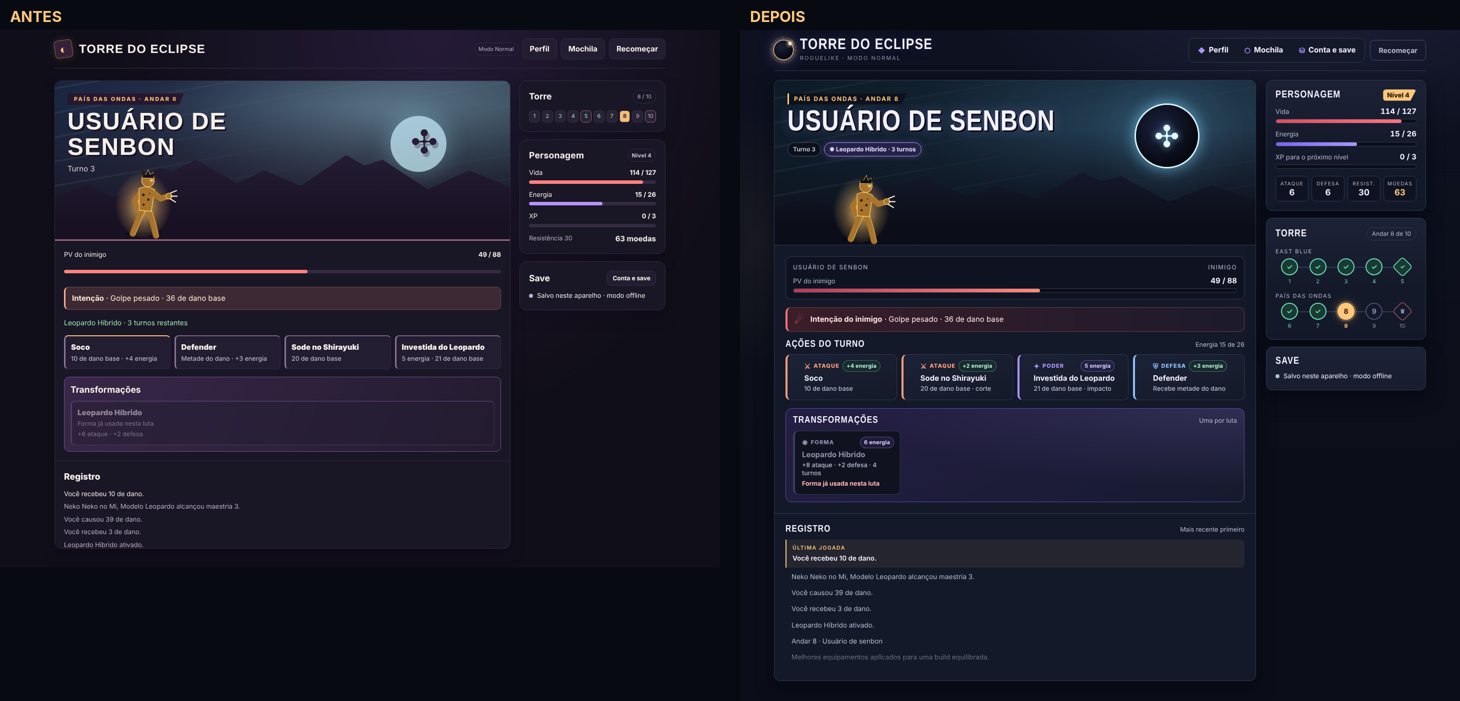 ANTES
TORRE DO ECLIPSE
Modo Normal
Perfil
Mochila
Recomeçar
PAÍS DAS ONDAS · ANDAR 8
USUÁRIO DE
SENBON
Turno 3
PV do inimigo
49 / 88
Intenção · Golpe pesado · 36 de dano base
Leopardo Híbrido · 3 turnos restantes
Soco
10 de dano base · +4 energia
Defender
Metade do dano · +3 energia
Sode no Shirayuki
20 de dano base
Investida do Leopardo
5 energia · 21 de dano base
Transformações
Leopardo Híbrido
Forma já usada nesta luta
+8 ataque · +2 defesa
Registro
Você recebeu 10 de dano.
Neko Neko no Mi, Modelo Leopardo alcançou maestria 3.
Você causou 39 de dano.
Você recebeu 3 de dano.
Leopardo Híbrido ativado.
Torre
8 / 10
1 2 3 4 5 6 7 8 9 10
Personagem
Nível 4
Vida
114 / 127
Energia
15 / 26
XP
0 / 3
Resistência 30
63 moedas
Save
Conta e save
Salvo neste aparelho · modo offline
DEPOIS
TORRE DO ECLIPSE
ROGUELIKE · MODO NORMAL
Perfil
Mochila
Conta e save
Recomeçar
PAÍS DAS ONDAS · ANDAR 8
USUÁRIO DE SENBON
Turno 3
Leopardo Híbrido · 3 turnos
USUÁRIO DE SENBON
INIMIGO
PV do inimigo
49 / 88
Intenção do inimigo · Golpe pesado · 36 de dano base
AÇÕES DO TURNO
Energia 15 de 26
ATAQUE
+4 energia
Soco
10 de dano base
ATAQUE
+2 energia
Sode no Shirayuki
20 de dano base · corte
PODER
5 energia
Investida do Leopardo
21 de dano base · impacto
DEFESA
+3 energia
Defender
Recebe metade do dano
TRANSFORMAÇÕES
Uma por luta
FORMA
6 energia
Leopardo Híbrido
+8 ataque · +2 defesa · 4
turnos
Forma já usada nesta luta
REGISTRO
Mais recente primeiro
ÚLTIMA JOGADA
Você recebeu 10 de dano.
Neko Neko no Mi, Modelo Leopardo alcançou maestria 3.
Você causou 39 de dano.
Você recebeu 3 de dano.
Leopardo Híbrido ativado.
Andar 8 · Usuário de senbon
Melhores equipamentos aplicados para uma build equilibrada.
PERSONAGEM
Nível 4
Vida
114 / 127
Energia
15 / 26
XP para o próximo nível
0 / 3
ATAQUE
6
DEFESA
6
RESIST.
30
MOEDAS
63
TORRE
Andar 8 de 10
EAST BLUE
1 2 3 4 5
PAÍS DAS ONDAS
8 9
6 7 8 9 10
SAVE
Salvo neste aparelho · modo offline